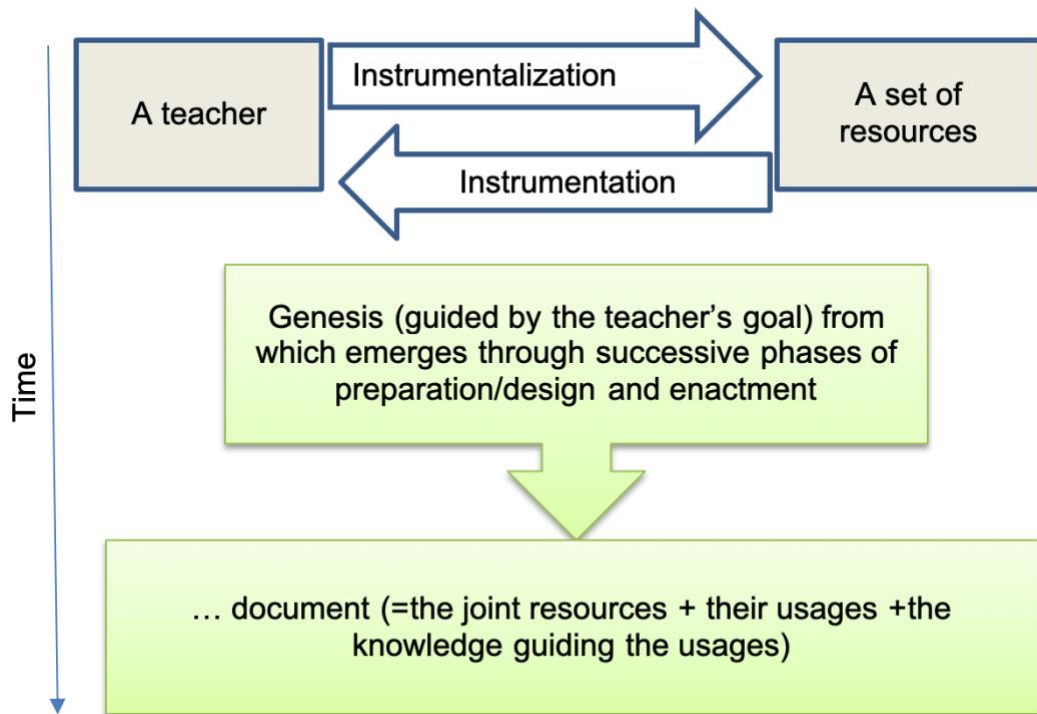 A teacher
Instrumentalization
A set of
resources
Instrumentation
Time
Genesis (guided by the teacher’s goal) from
which emerges through successive phases of
preparation/design and enactment
… document (=the joint resources + their usages +the
knowledge guiding the usages)